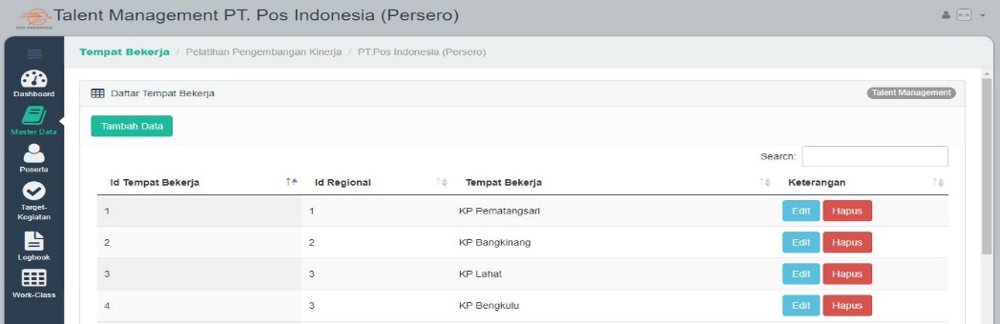 Talent Management PT. Pos Indonesia (Persero)
POS INDONESIA
Tempat Bekerja / Pelatihan Pengembangan Kinerja / PT.Pos Indonesia (Persero)
Dashboard
Master Data
Peserta
Target-
Kegiatan
Logbook
Work-Class
Daftar Tempat Bekerja
Talent Management
Tambah Data
Search:
Id Tempat Bekerja Id Regional Tempat Bekerja Keterangan
1 1 KP Pematangsari Edit Hapus
2 2 KP Bangkinang Edit Hapus
3 3 KP Lahat Edit Hapus
4 3 KP Bengkulu Edit Hapus